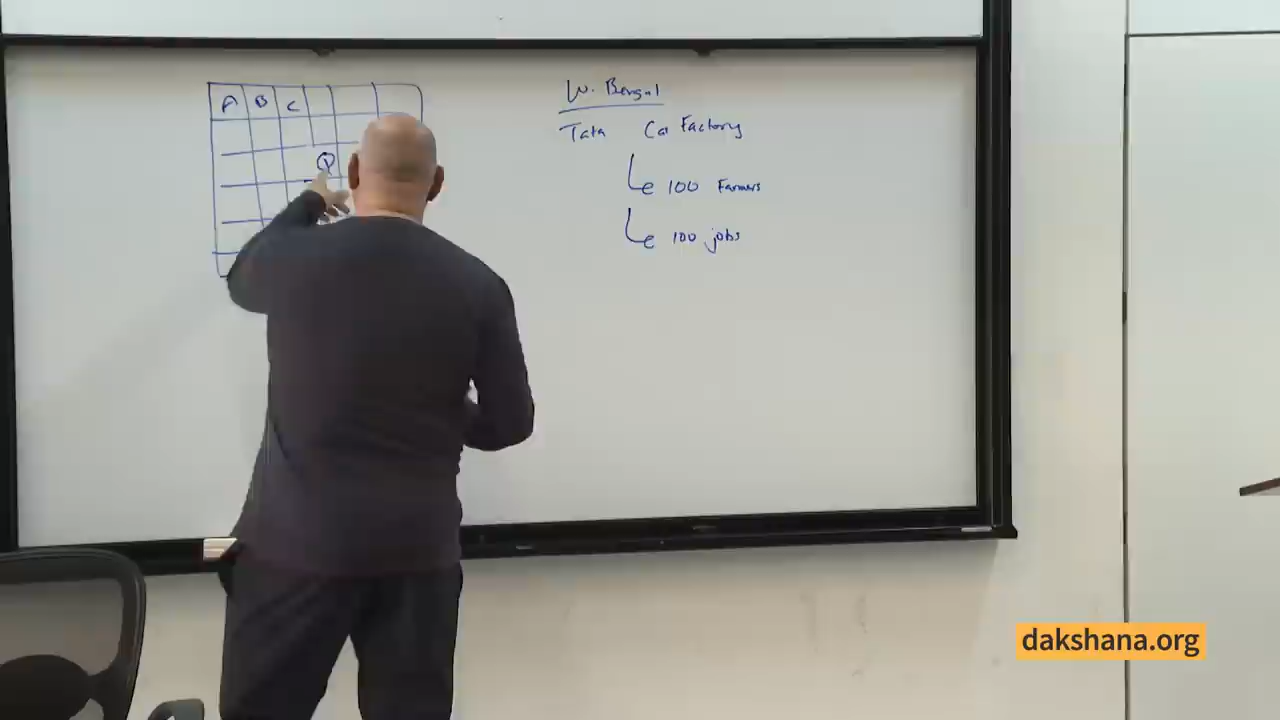 A B C
Q
W. Bengal
Tata Car Factory
100 Farmers
100 jobs
dakshana.org